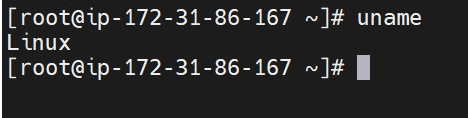 [root@ip-172-31-86-167 ~]# uname
Linux
[root@ip-172-31-86-167 ~]#